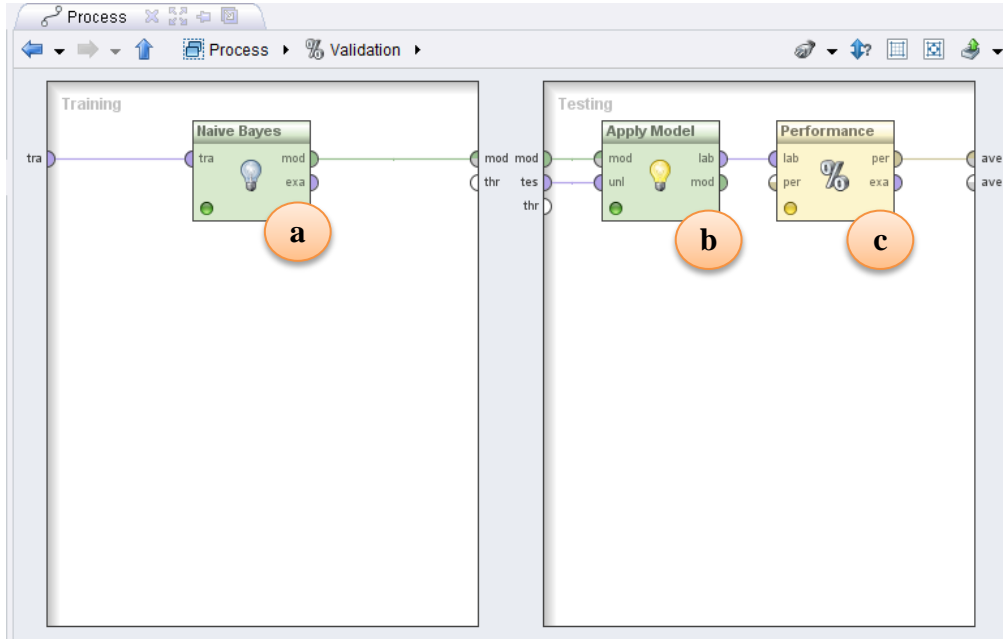 Process
Process Validation
Training
Testing
Naive Bayes
Apply Model
Performance
tra tra mod mod mod mod lab lab per ave
exa thr tes unl mod per exa ave
thr
a
b
c